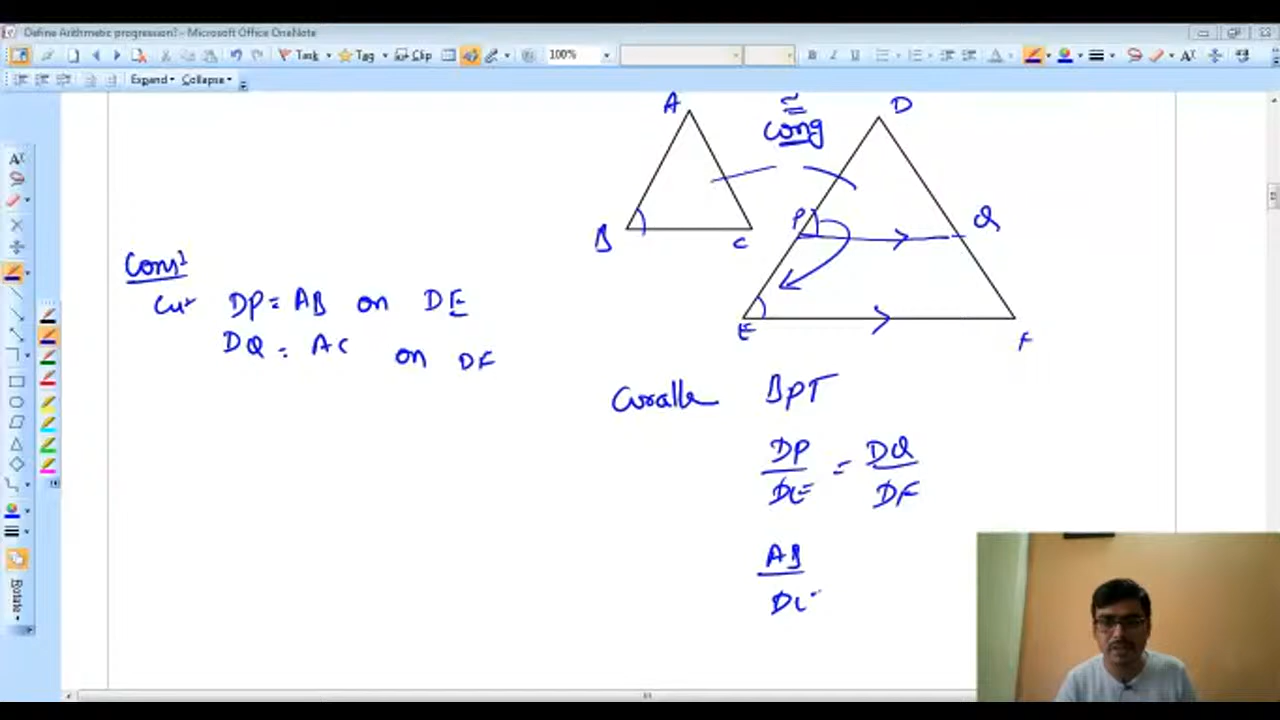 Define Arithmetic progression? - Microsoft Office OneNote
Task Tag Clip 100% B I U
Expand Collapse
A D
≅
cong
P Q
B C
Const
Cut DP = AB on DE
DQ = AC on DF
E F
BPT
DP/DE = DQ/DF
AB
DE
Rotate